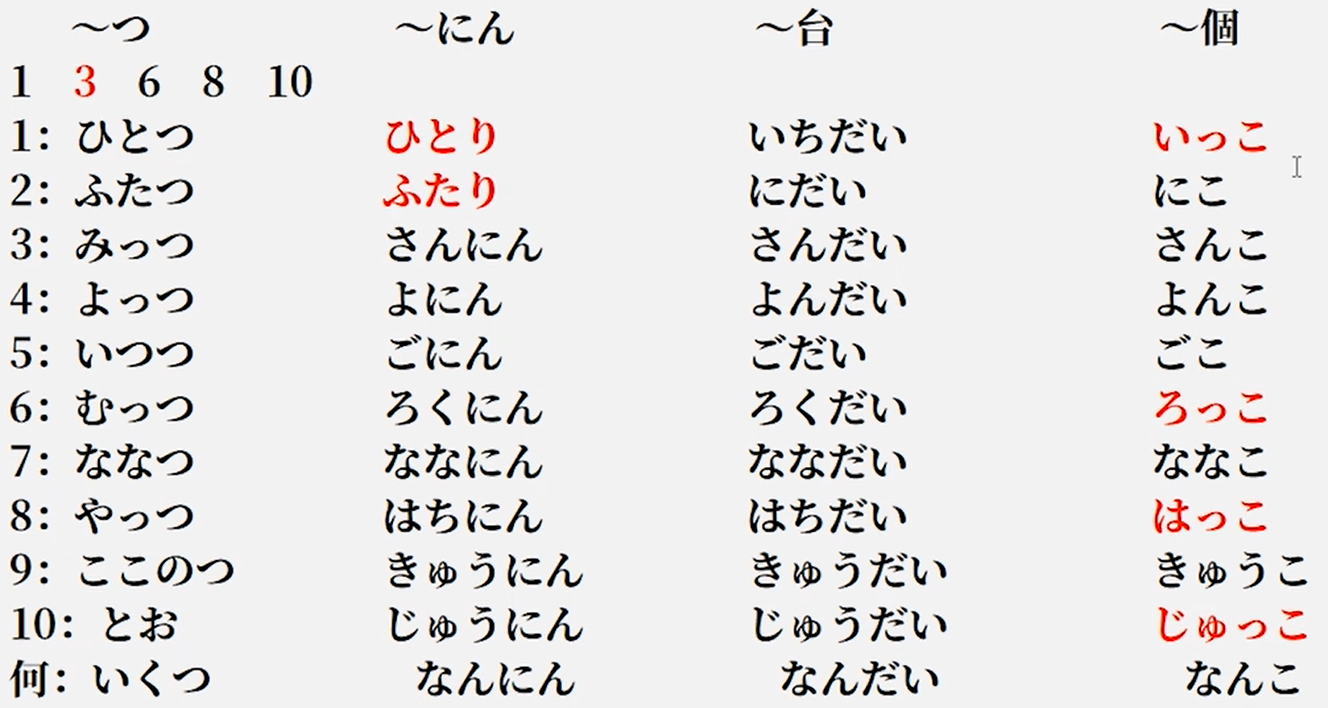 ～つ ～にん ～台 ～個
1 3 6 8 10
1：ひとつ ひとり いちだい いっこ
2：ふたつ ふたり にだい にこ
3：みっつ さんにん さんだい さんこ
4：よっつ よにん よんだい よんこ
5：いつつ ごにん ごだい ごこ
6：むっつ ろくにん ろくだい ろっこ
7：ななつ ななにん ななだい ななこ
8：やっつ はちにん はちだい はっこ
9：ここのつ きゅうにん きゅうだい きゅうこ
10：とお じゅうにん じゅうだい じゅっこ
何：いくつ なんにん なんだい なんこ